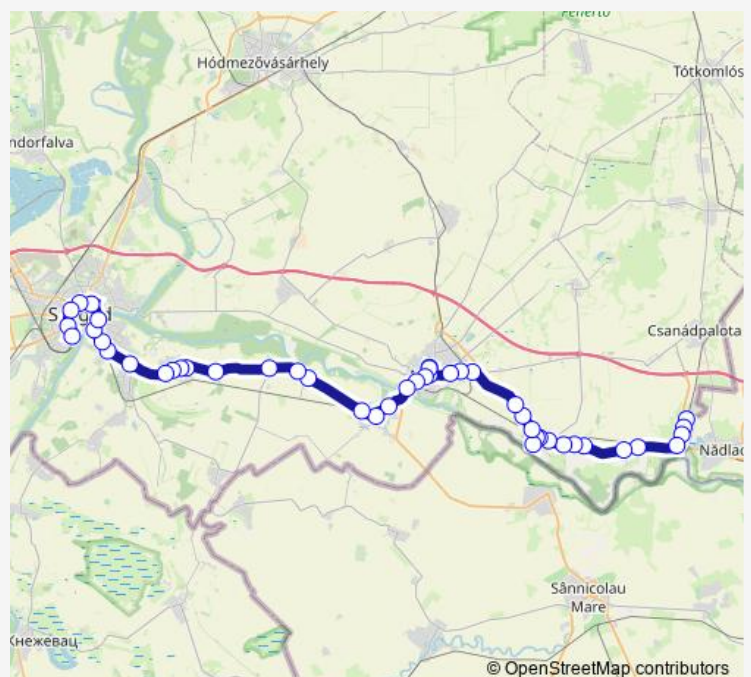 Fehértó
Hódmezővásárhely
Tótkomlós
ndorfalva
Csanádpalota
Nădlac
Sânnicolau
Mare
Кнежевац
© OpenStreetMap contributors